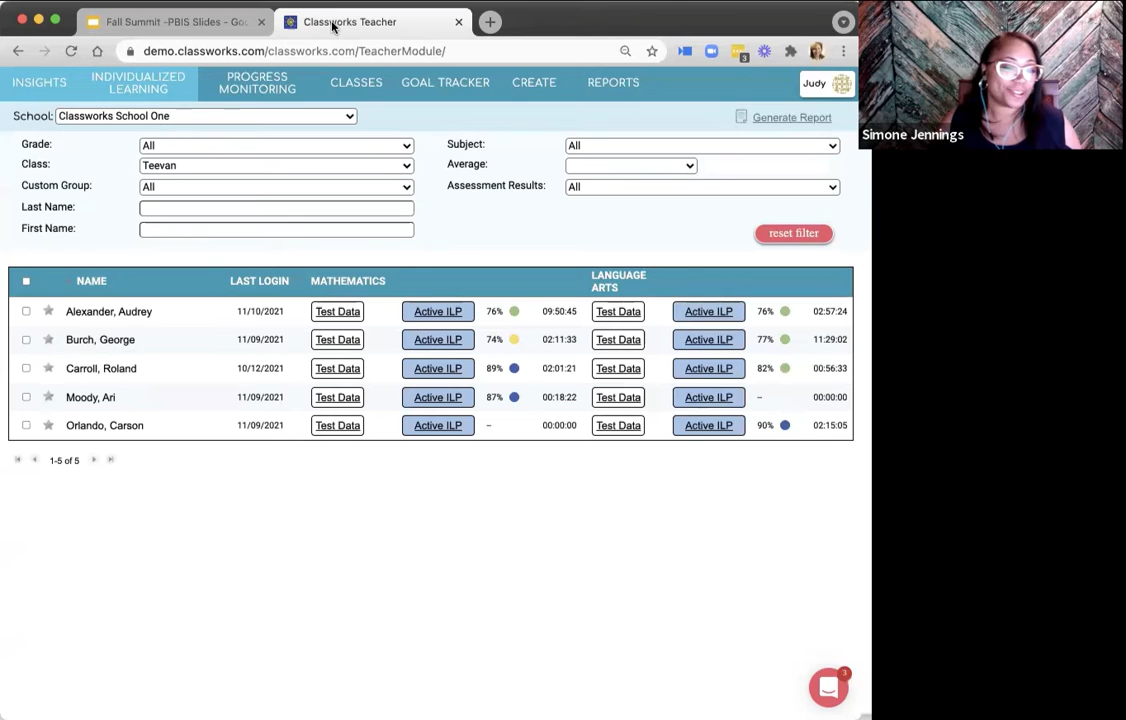 Fall Summit -PBIS Slides - Goo
Classworks Teacher
demo.classworks.com/classworks.com/TeacherModule/
3
INSIGHTS
INDIVIDUALIZED
LEARNING
PROGRESS
MONITORING
CLASSES
GOAL TRACKER
CREATE
REPORTS
Judy
Simone Jennings
School: Classworks School One
Generate Report
Grade: All
Subject: All
Class: Teevan
Average:
Custom Group: All
Assessment Results: All
Last Name:
First Name:
reset filter
NAME LAST LOGIN MATHEMATICS LANGUAGE
ARTS
Alexander, Audrey 11/10/2021 Test Data Active ILP 76% 09:50:45 Test Data Active ILP 76% 02:57:24
Burch, George 11/09/2021 Test Data Active ILP 74% 02:11:33 Test Data Active ILP 77% 11:29:02
Carroll, Roland 10/12/2021 Test Data Active ILP 89% 02:01:21 Test Data Active ILP 82% 00:56:33
Moody, Ari 11/09/2021 Test Data Active ILP 87% 00:18:22 Test Data Active ILP – 00:00:00
Orlando, Carson 11/09/2021 Test Data Active ILP – 00:00:00 Test Data Active ILP 90% 02:15:05
1-5 of 5
3